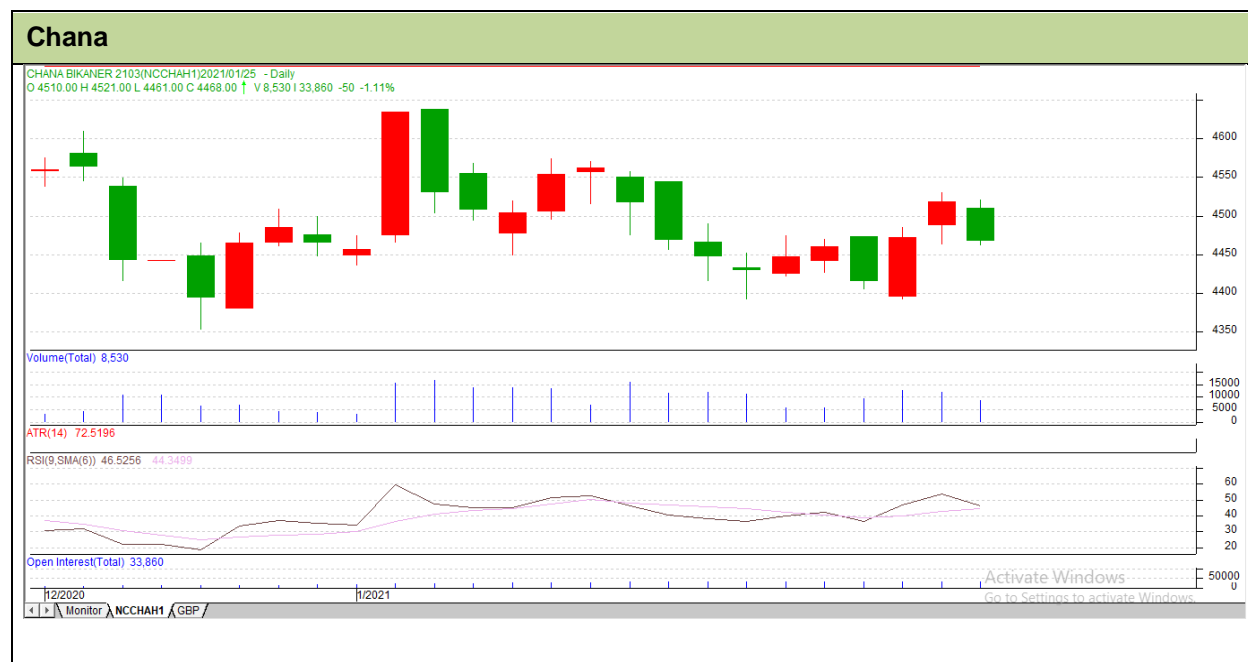 Chana
CHANA BIKANER 2103(NCCHAH1)2021/01/25 - Daily
O 4510.00 H 4521.00 L 4461.00 C 4468.00 V 8,530 I 33,860 -50 -1.11%
4600
4550
4500
4450
4400
4350
Volume(Total) 8,530
15000
10000
5000
0
ATR(14) 72.5196
RSI(9,SMA(6)) 46.5256 44.3499
60
50
40
30
20
Open Interest(Total) 33,860
50000
0
12/2020 1/2021
Activate Windows
Go to Settings to activate Windows.
Monitor NCCHAH1 GBP